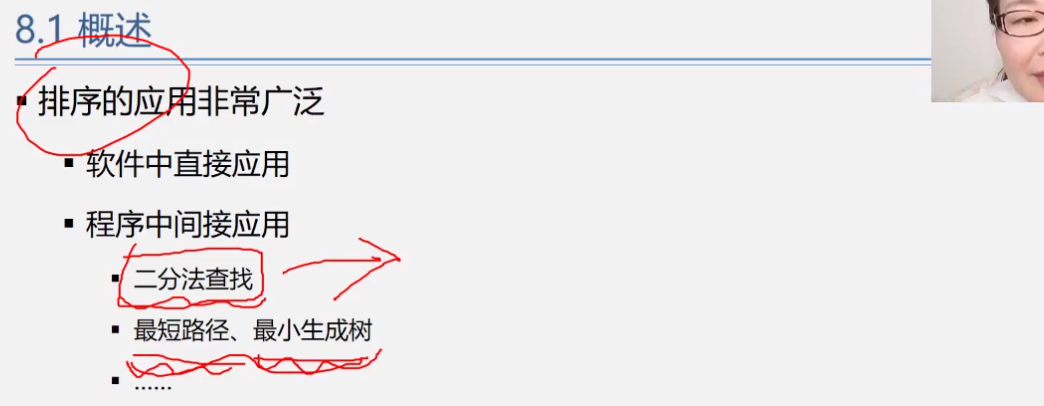 8.1 概述
排序的应用非常广泛
软件中直接应用
程序中间接应用
二分法查找
最短路径、最小生成树
......